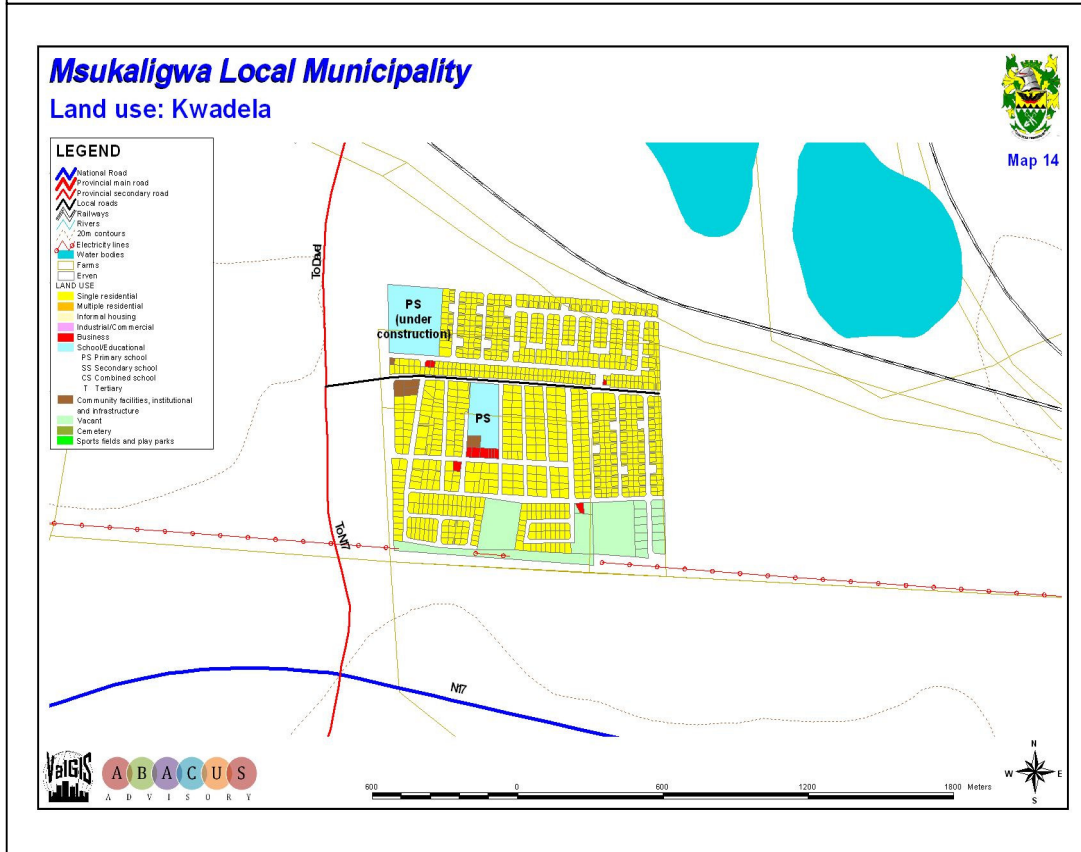 Msukaligwa Local Municipality
Land use: Kwadela
Map 14
LEGEND
National Road
Provincial main road
Provincial secondary road
Local roads
Railways
Rivers
20m contours
Electricity lines
Water bodies
Farms
Erven
LAND USE
Single residential
Multiple residential
Informal housing
Industrial/Commercial
Business
School/Educational
PS Primary school
SS Secondary school
CS Combined school
T Tertiary
Community facilities, institutional
and infrastructure
Vacant
Cemetery
Sports fields and play parks
To Davel
PS
(under
construction)
PS
To N17
N17
ValGIS
ABACUS
ADVISORY
600 0 600 1200 1800 Meters
N
W E
S